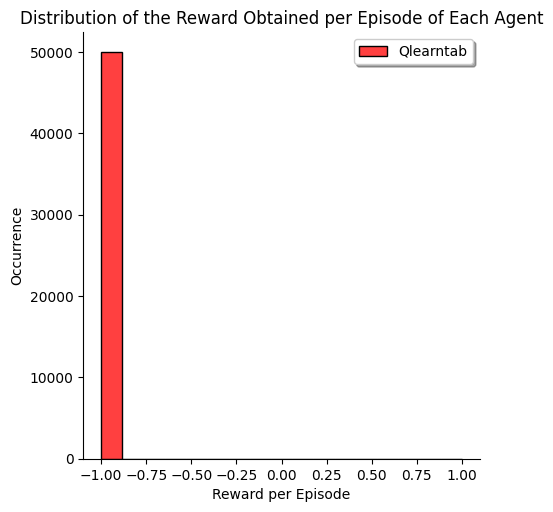 Distribution of the Reward Obtained per Episode of Each Agent
Qlearntab
50000
40000
30000
20000
10000
0
Occurrence
−1.00 −0.75 −0.50 −0.25 0.00 0.25 0.50 0.75 1.00
Reward per Episode